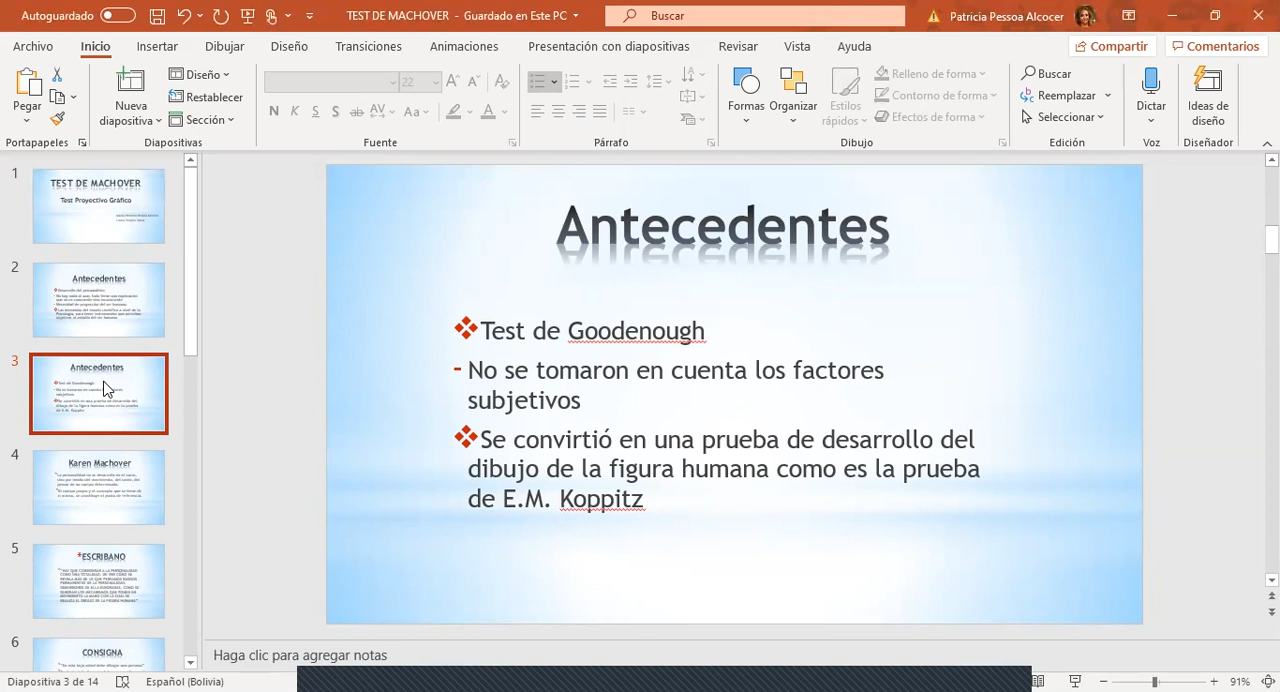 Autoguardado
TEST DE MACHOVER - Guardado en Este PC
Buscar
Patricia Pessoa Alcocer
Archivo Inicio Insertar Dibujar Diseño Transiciones Animaciones Presentación con diapositivas Revisar Vista Ayuda
Compartir Comentarios
Pegar
Nueva
diapositiva
Diseño
Restablecer
Sección
22
Formas Organizar Estilos
rápidos
Relleno de forma
Contorno de forma
Efectos de forma
Buscar
Reemplazar
Seleccionar
Dictar
Ideas de
diseño
Portapapeles Diapositivas Fuente Párrafo Dibujo Edición Voz Diseñador
1
TEST DE MACHOVER
Test Proyectivo Gráfico
2
Antecedentes
3
Antecedentes
4
Karen Machover
5
*ESCRIBANO
6
CONSIGNA
Antecedentes
Test de Goodenough
- No se tomaron en cuenta los factores
subjetivos
Se convirtió en una prueba de desarrollo del
dibujo de la figura humana como es la prueba
de E.M. Koppitz
Haga clic para agregar notas
Diapositiva 3 de 14 Español (Bolivia) 91%